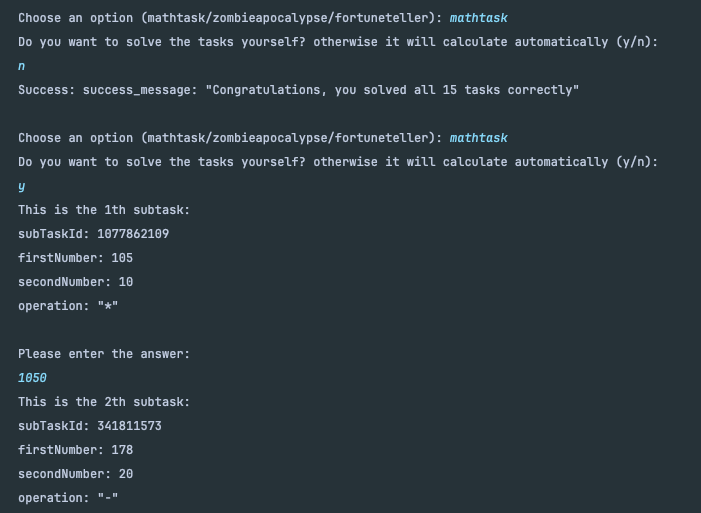 Choose an option (mathtask/zombieapocalypse/fortuneteller): mathtask
Do you want to solve the tasks yourself? otherwise it will calculate automatically (y/n):
n
Success: success_message: "Congratulations, you solved all 15 tasks correctly"
Choose an option (mathtask/zombieapocalypse/fortuneteller): mathtask
Do you want to solve the tasks yourself? otherwise it will calculate automatically (y/n):
y
This is the 1th subtask:
subTaskId: 1077862109
firstNumber: 105
secondNumber: 10
operation: "*"
Please enter the answer:
1050
This is the 2th subtask:
subTaskId: 341811573
firstNumber: 178
secondNumber: 20
operation: "-"